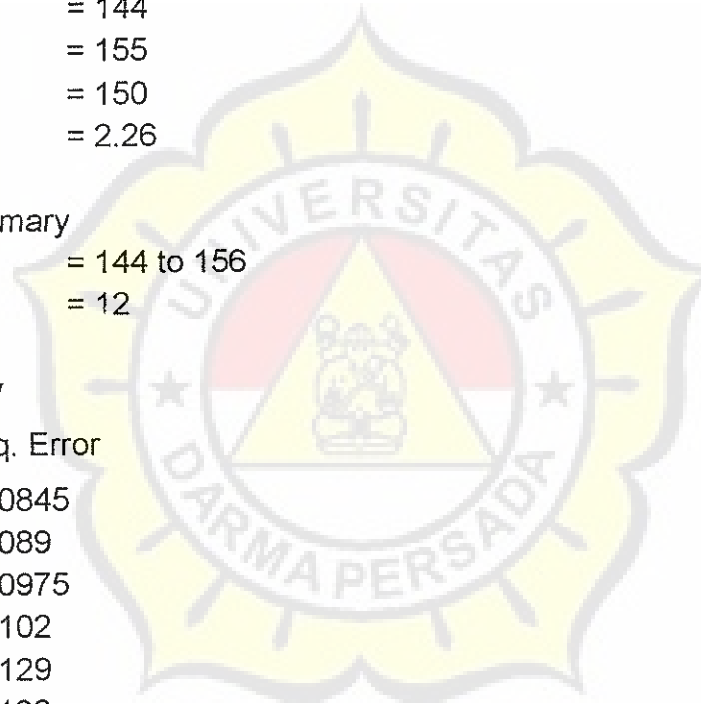 = 144
= 155
= 150
= 2.26
mary
= 144 to 156
= 12
q. Error
0845
089
0975
102
129
UNIVERSITAS
DARMA PERSADA